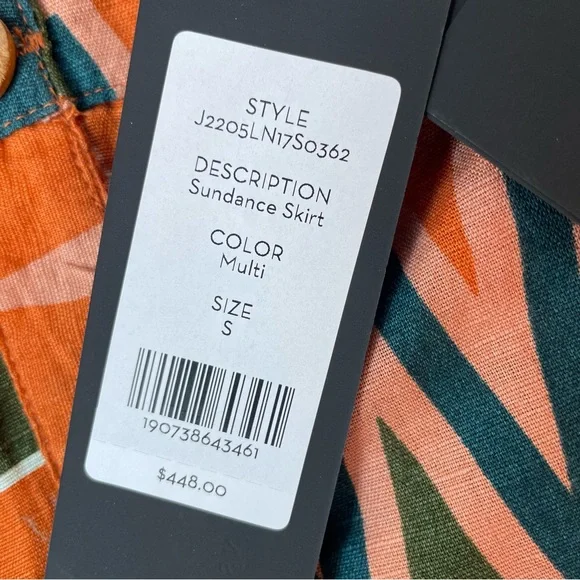 STYLE
J2205LN17S0362
DESCRIPTION
Sundance Skirt
COLOR
Multi
SIZE
S
190738643461
$448.00